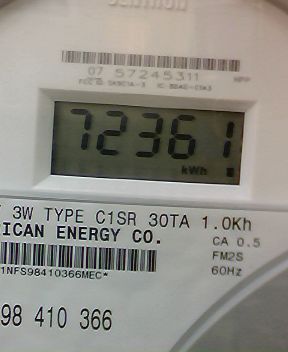 07 57245311
72361
kWh
3W TYPE C1SR 30TA 1.0Kh
ICAN ENERGY CO.
CA 0.5
FM2S
60Hz
1NFS98410366MEC*
98 410 366